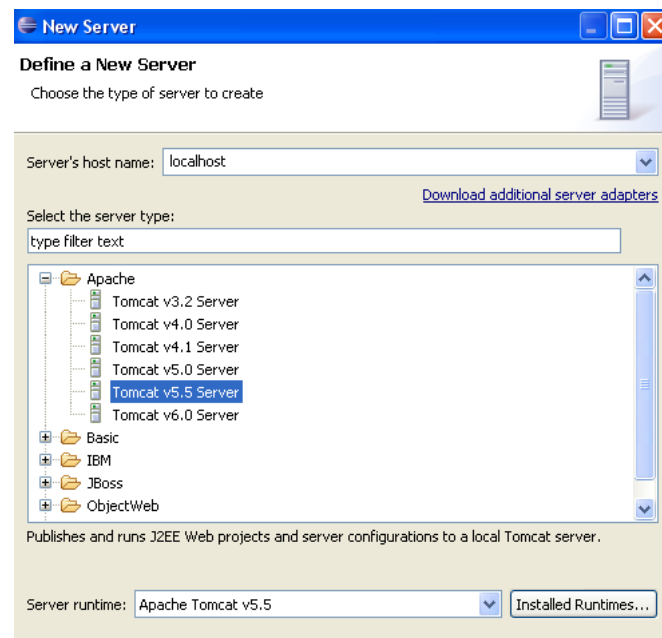 New Server
Define a New Server
Choose the type of server to create
Server's host name: localhost
Download additional server adapters
Select the server type:
type filter text
Apache
Tomcat v3.2 Server
Tomcat v4.0 Server
Tomcat v4.1 Server
Tomcat v5.0 Server
Tomcat v5.5 Server
Tomcat v6.0 Server
Basic
IBM
JBoss
ObjectWeb
Publishes and runs J2EE Web projects and server configurations to a local Tomcat server.
Server runtime: Apache Tomcat v5.5 Installed Runtimes...